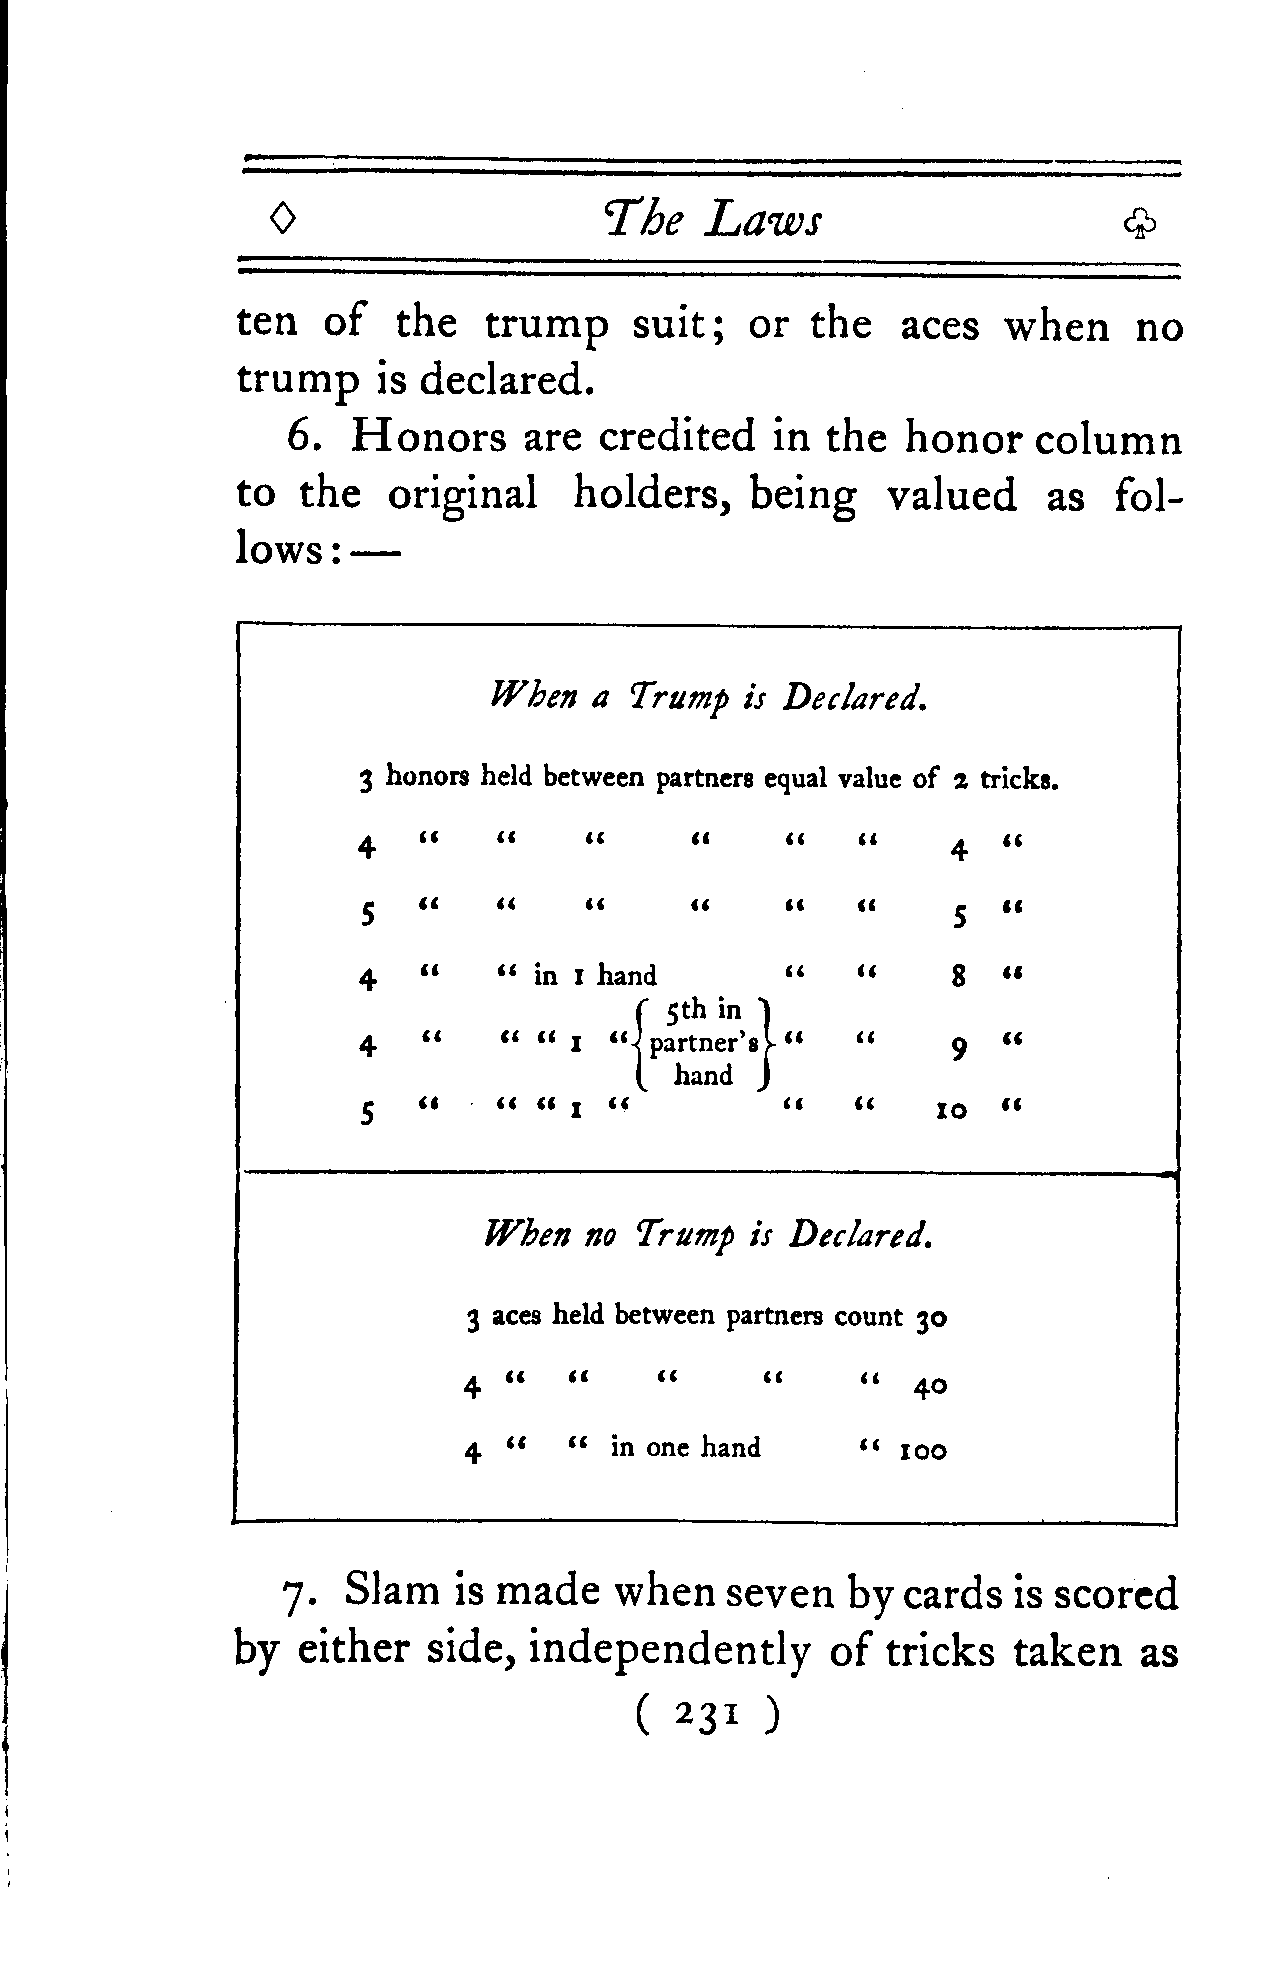 The Laws
ten of the trump suit; or the aces when no
trump is declared.
6. Honors are credited in the honor column
to the original holders, being valued as fol-
lows:—
When a Trump is Declared.
3 honors held between partners equal value of 2 tricks.
4 “ “ “ “ “ “ 4 “
5 “ “ “ “ “ “ 5 “
4 “ “ in 1 hand “ “ 8 “
4 “ “ “ 1 “ { 5th in partner's hand } “ “ 9 “
5 “ “ “ 1 “ “ “ 10 “
When no Trump is Declared.
3 aces held between partners count 30
4 “ “ “ “ “ 40
4 “ “ in one hand “ 100
7. Slam is made when seven by cards is scored
by either side, independently of tricks taken as
( 231 )